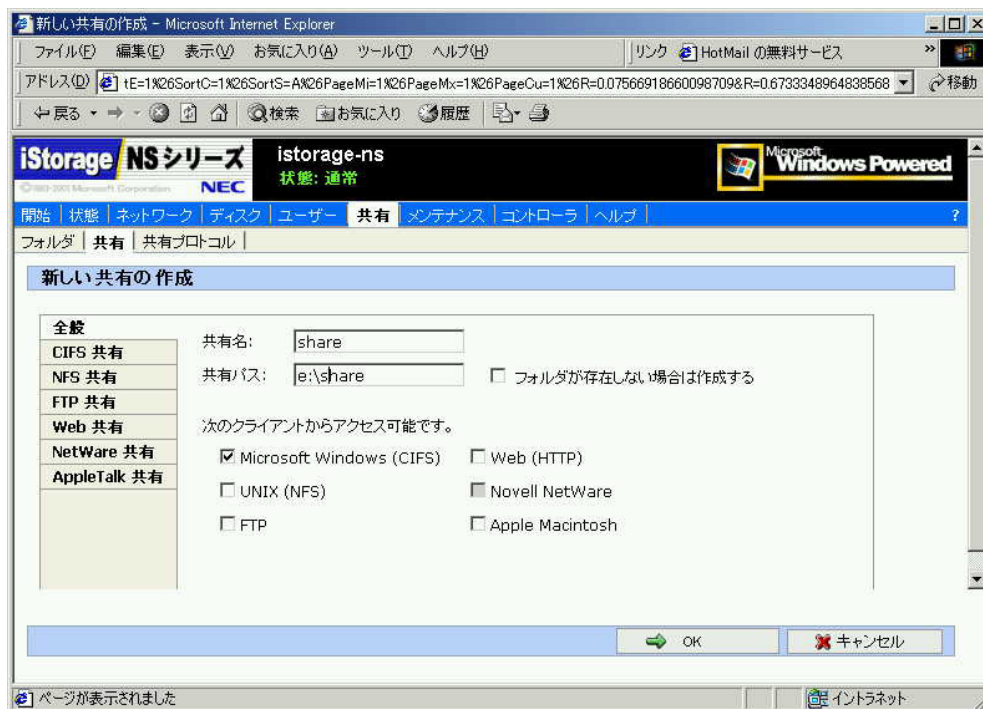 新しい共有の作成 - Microsoft Internet Explorer
ファイル(F) 編集(E) 表示(V) お気に入り(A) ツール(T) ヘルプ(H) リンク HotMail の無料サービス »
アドレス(D) tE=1%26SortC=1%26SortS=A%26PageMi=1%26PageMx=1%26PageCu=1%26R=0.07566918660098709&R=0.6733348964838568 移動
戻る 検索 お気に入り 履歴
iStorage NS シリーズ istorage-ns Microsoft Windows Powered
©1983-2001 Microsoft Corporation NEC 状態: 通常
開始 | 状態 | ネットワーク | ディスク | ユーザー | 共有 | メンテナンス | コントローラ | ヘルプ | ?
フォルダ | 共有 | 共有プロトコル |
新しい共有の作成
全般
CIFS 共有
NFS 共有
FTP 共有
Web 共有
NetWare 共有
AppleTalk 共有
共有名: share
共有パス: e:\share フォルダが存在しない場合は作成する
次のクライアントからアクセス可能です。
Microsoft Windows (CIFS) Web (HTTP)
UNIX (NFS) Novell NetWare
FTP Apple Macintosh
OK キャンセル
ページが表示されました イントラネット